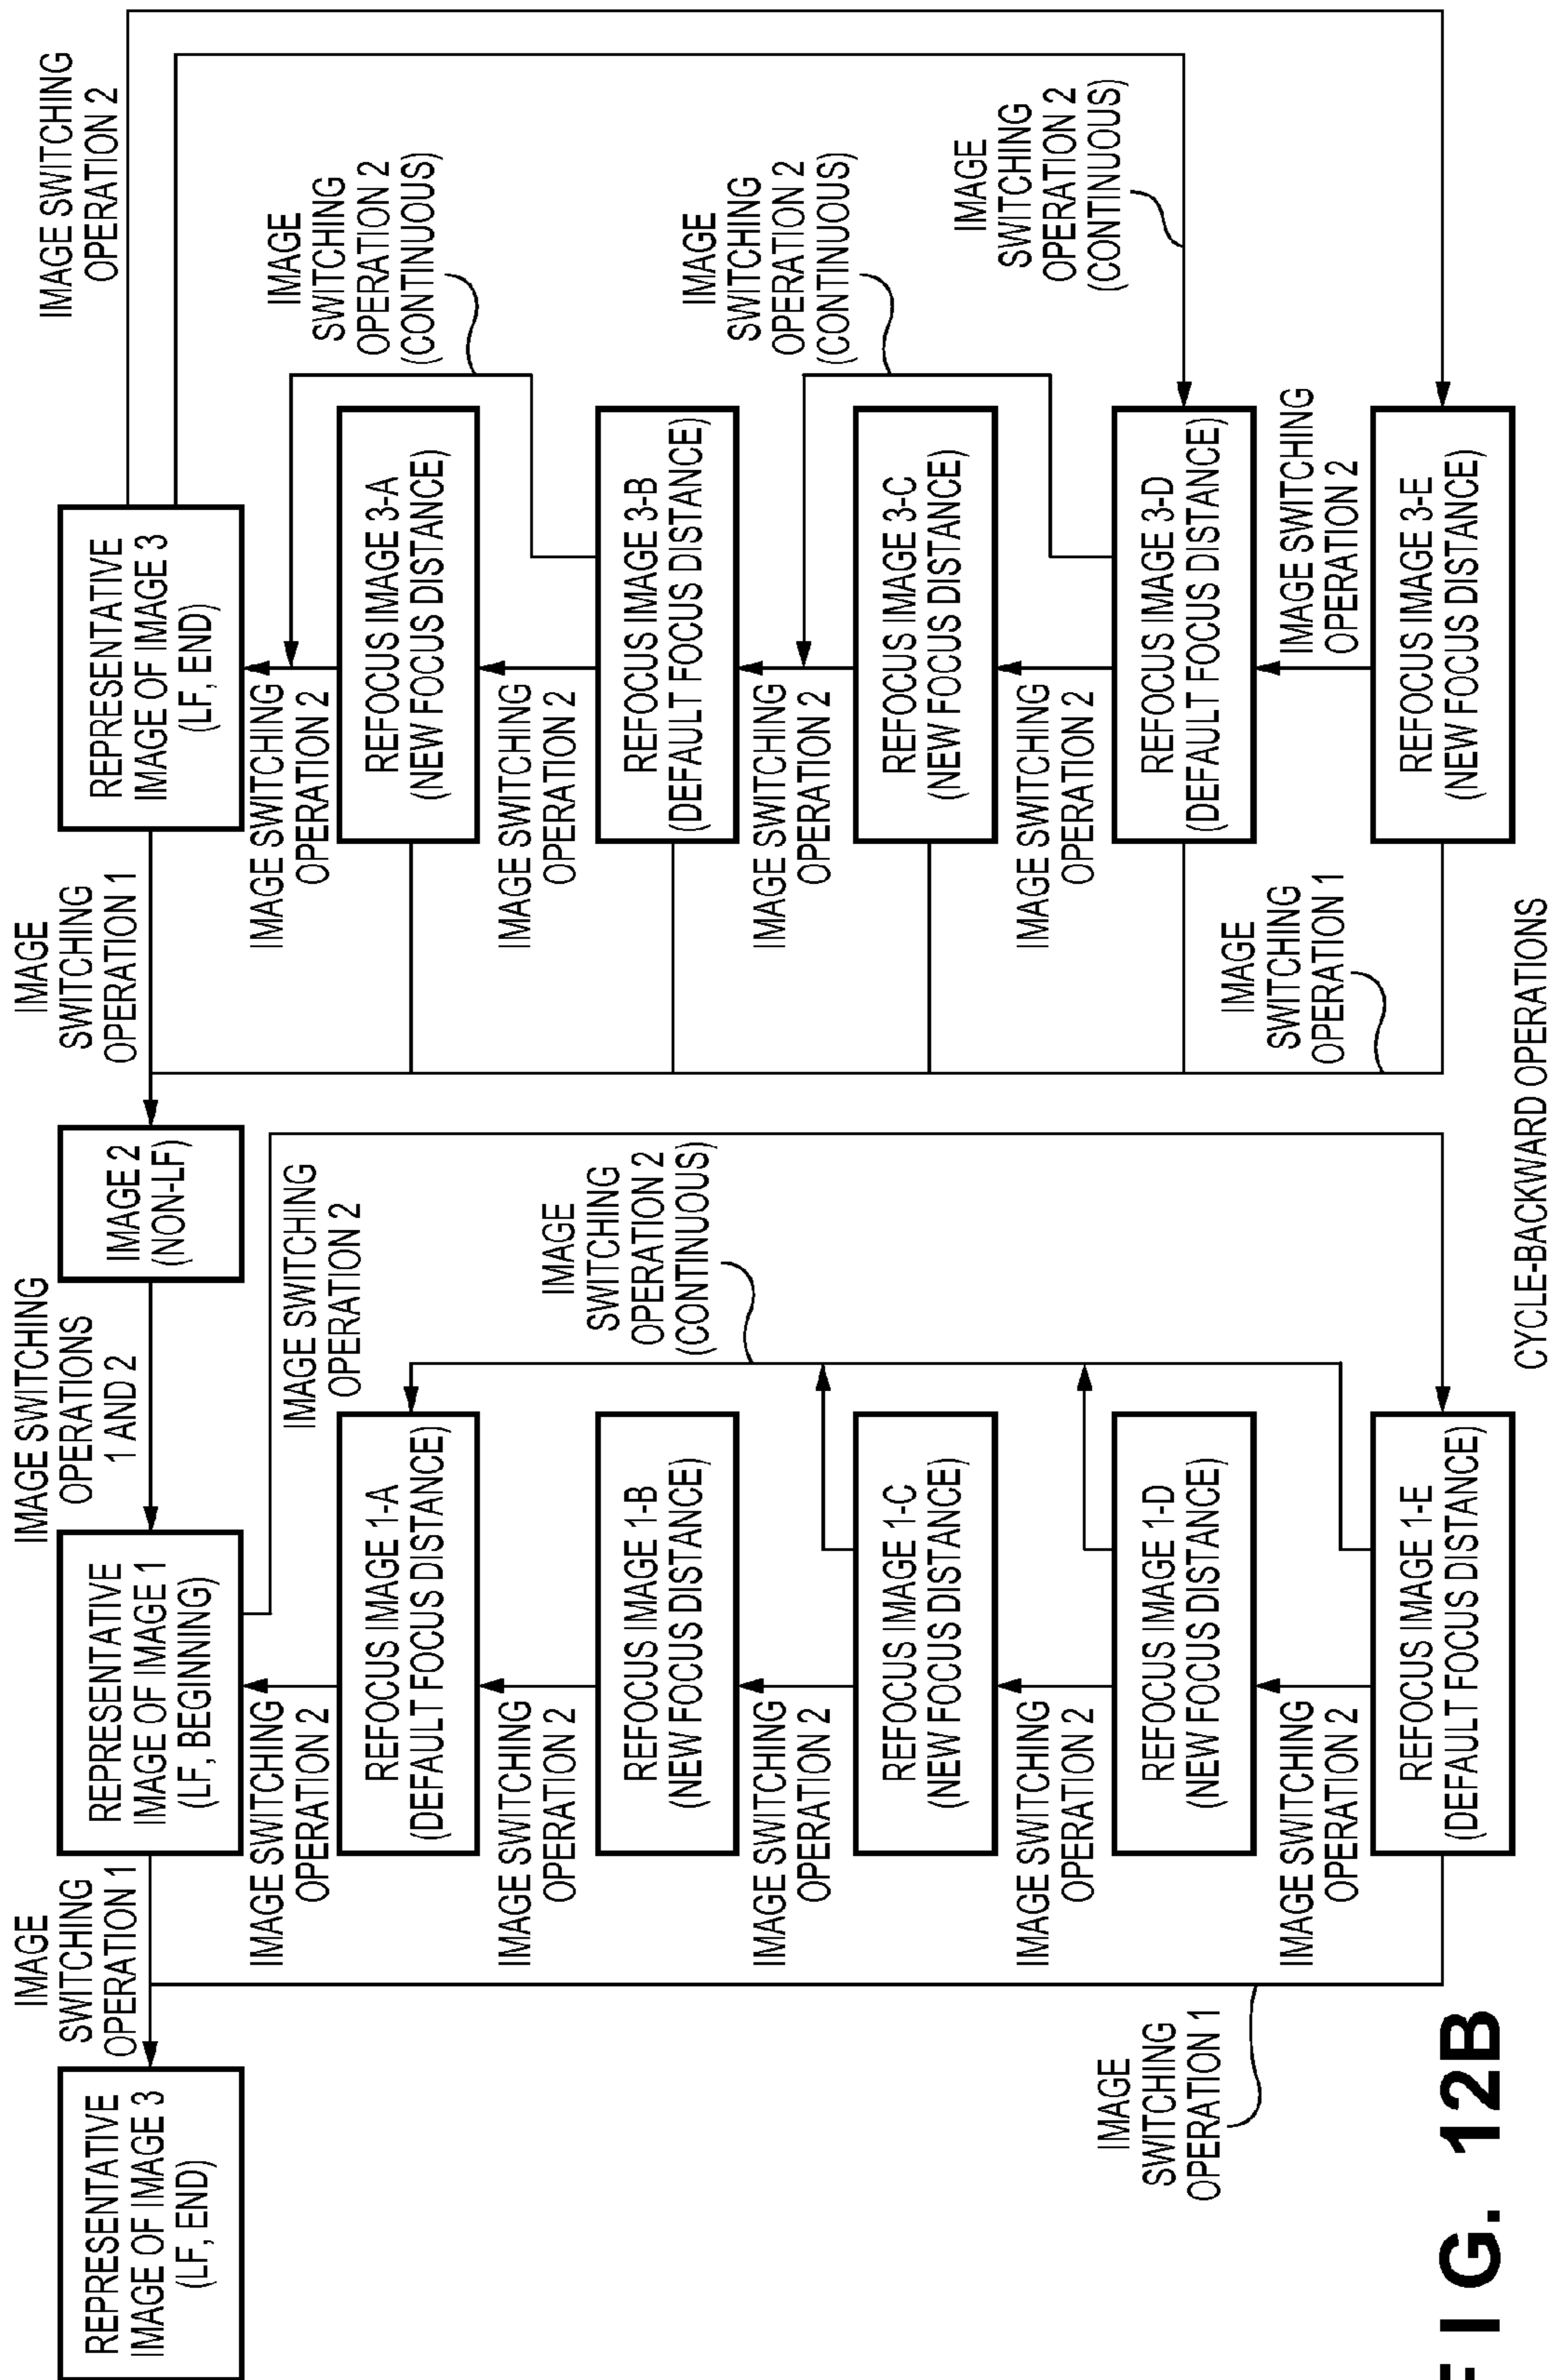 REPRESENTATIVE
IMAGE OF IMAGE 3
(LF, END)
IMAGE
SWITCHING
OPERATION 1
REPRESENTATIVE
IMAGE OF IMAGE 1
(LF, BEGINNING)
IMAGE SWITCHING
OPERATIONS
1 AND 2
IMAGE 2
(NON-LF)
IMAGE
SWITCHING
OPERATION 1
REPRESENTATIVE
IMAGE OF IMAGE 3
(LF, END)
IMAGE SWITCHING
OPERATION 2
IMAGE SWITCHING
OPERATION 2
IMAGE SWITCHING
OPERATION 2
IMAGE SWITCHING
OPERATION 2
IMAGE
SWITCHING
OPERATION 2
(CONTINUOUS)
REFOCUS IMAGE 1-A
(DEFAULT FOCUS DISTANCE)
REFOCUS IMAGE 3-A
(NEW FOCUS DISTANCE)
IMAGE SWITCHING
OPERATION 2
IMAGE
SWITCHING
OPERATION 2
(CONTINUOUS)
IMAGE SWITCHING
OPERATION 2
REFOCUS IMAGE 1-B
(NEW FOCUS DISTANCE)
REFOCUS IMAGE 3-B
(DEFAULT FOCUS DISTANCE)
IMAGE SWITCHING
OPERATION 2
IMAGE SWITCHING
OPERATION 2
IMAGE
SWITCHING
OPERATION 2
(CONTINUOUS)
REFOCUS IMAGE 1-C
(NEW FOCUS DISTANCE)
REFOCUS IMAGE 3-C
(NEW FOCUS DISTANCE)
IMAGE SWITCHING
OPERATION 2
IMAGE SWITCHING
OPERATION 2
IMAGE
SWITCHING
OPERATION 2
(CONTINUOUS)
IMAGE
SWITCHING
OPERATION 1
REFOCUS IMAGE 1-D
(NEW FOCUS DISTANCE)
REFOCUS IMAGE 3-D
(DEFAULT FOCUS DISTANCE)
IMAGE SWITCHING
OPERATION 2
IMAGE
SWITCHING
OPERATION 1
IMAGE SWITCHING
OPERATION 2
REFOCUS IMAGE 1-E
(DEFAULT FOCUS DISTANCE)
REFOCUS IMAGE 3-E
(NEW FOCUS DISTANCE)
FIG. 12B
CYCLE-BACKWARD OPERATIONS